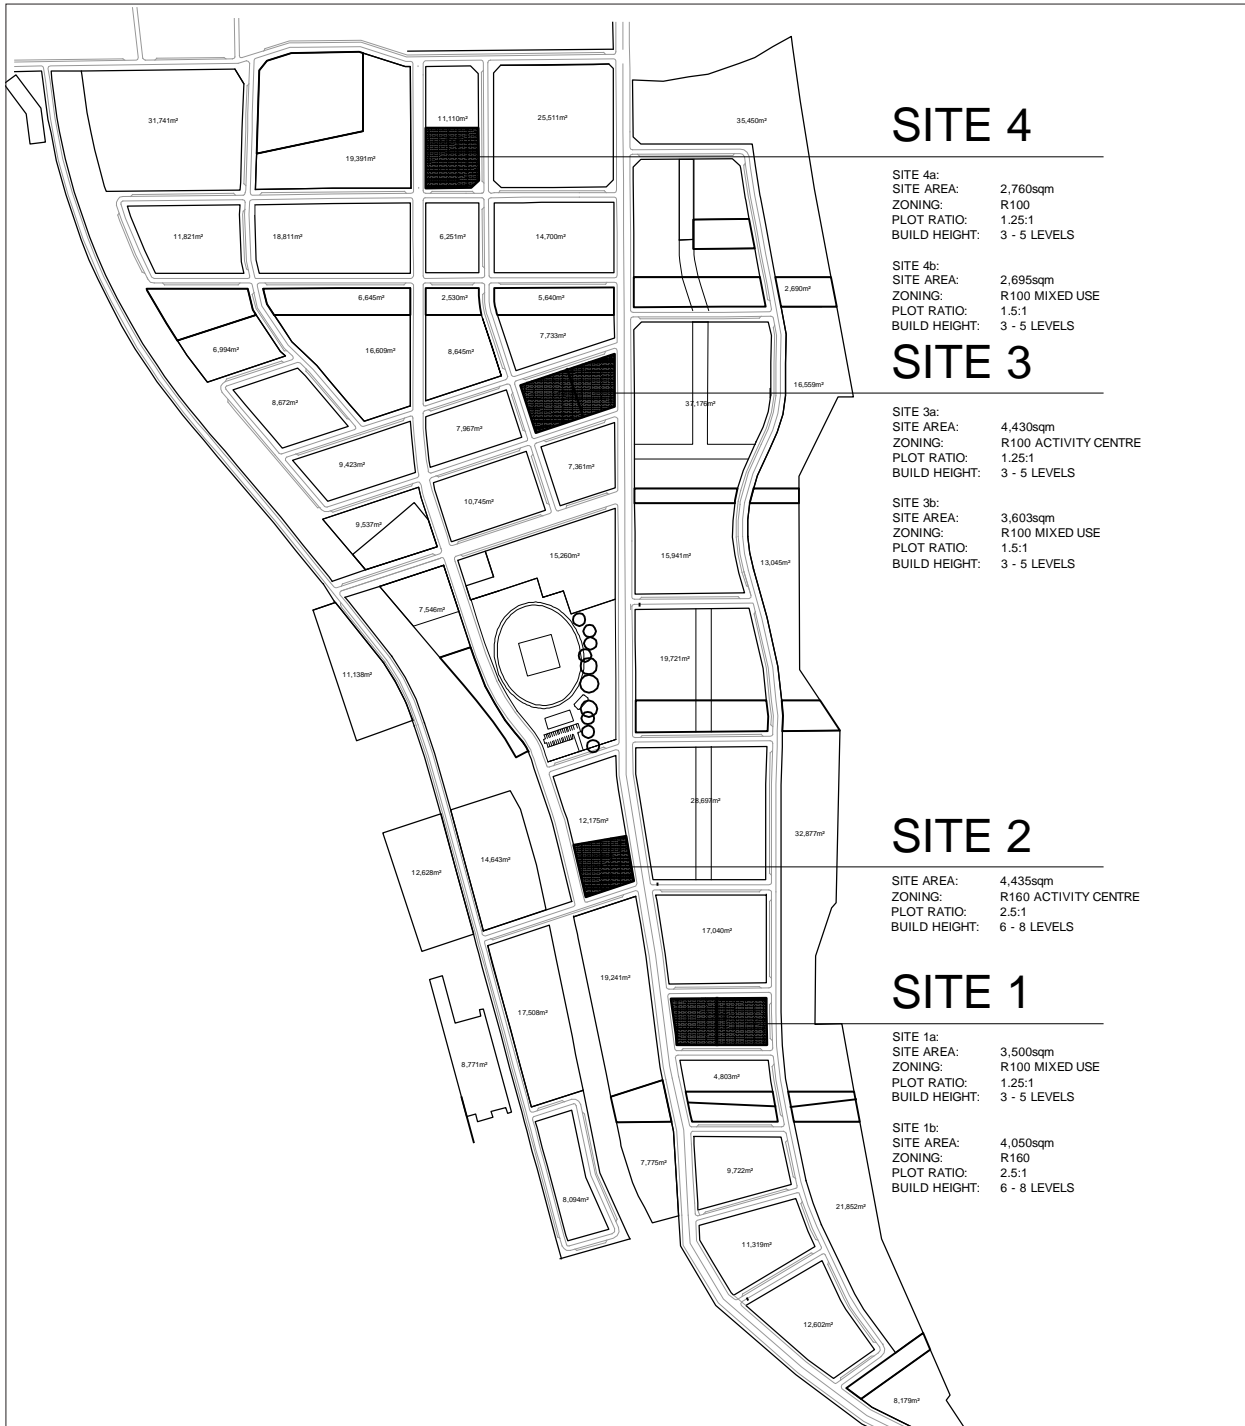 SITE 4
SITE 4a:
SITE AREA: 2,760sqm
ZONING: R100
PLOT RATIO: 1.25:1
BUILD HEIGHT: 3 - 5 LEVELS
SITE 4b:
SITE AREA: 2,695sqm
ZONING: R100 MIXED USE
PLOT RATIO: 1.5:1
BUILD HEIGHT: 3 - 5 LEVELS
SITE 3
SITE 3a:
SITE AREA: 4,430sqm
ZONING: R100 ACTIVITY CENTRE
PLOT RATIO: 1.25:1
BUILD HEIGHT: 3 - 5 LEVELS
SITE 3b:
SITE AREA: 3,603sqm
ZONING: R100 MIXED USE
PLOT RATIO: 1.5:1
BUILD HEIGHT: 3 - 5 LEVELS
SITE 2
SITE AREA: 4,435sqm
ZONING: R160 ACTIVITY CENTRE
PLOT RATIO: 2.5:1
BUILD HEIGHT: 6 - 8 LEVELS
SITE 1
SITE 1a:
SITE AREA: 3,500sqm
ZONING: R100 MIXED USE
PLOT RATIO: 1.25:1
BUILD HEIGHT: 3 - 5 LEVELS
SITE 1b:
SITE AREA: 4,050sqm
ZONING: R160
PLOT RATIO: 2.5:1
BUILD HEIGHT: 6 - 8 LEVELS
31,741m²
19,391m²
11,110m²
25,511m²
35,450m²
11,821m²
18,811m²
6,251m²
14,700m²
6,645m²
2,530m²
5,640m²
2,690m²
6,994m²
16,609m²
8,645m²
7,733m²
16,559m²
8,672m²
7,967m²
37,176m²
9,423m²
7,361m²
10,745m²
9,537m²
15,260m²
15,941m²
13,045m²
7,546m²
19,721m²
11,138m²
12,175m²
28,697m²
32,877m²
14,643m²
12,628m²
17,040m²
19,241m²
17,508m²
8,771m²
4,803m²
7,775m²
9,722m²
8,094m²
21,852m²
11,319m²
12,602m²
8,179m²